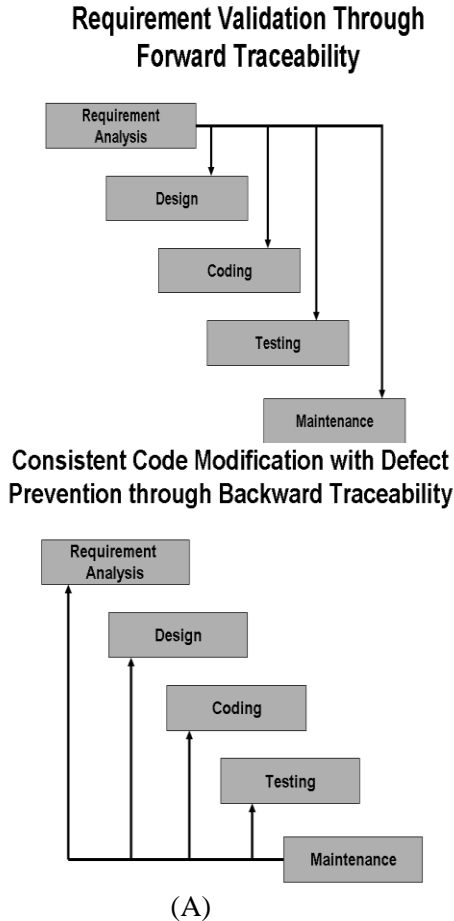 Requirement Validation Through
Forward Traceability
Requirement
Analysis
Design
Coding
Testing
Maintenance
Consistent Code Modification with Defect
Prevention through Backward Traceability
Requirement
Analysis
Design
Coding
Testing
Maintenance
(A)